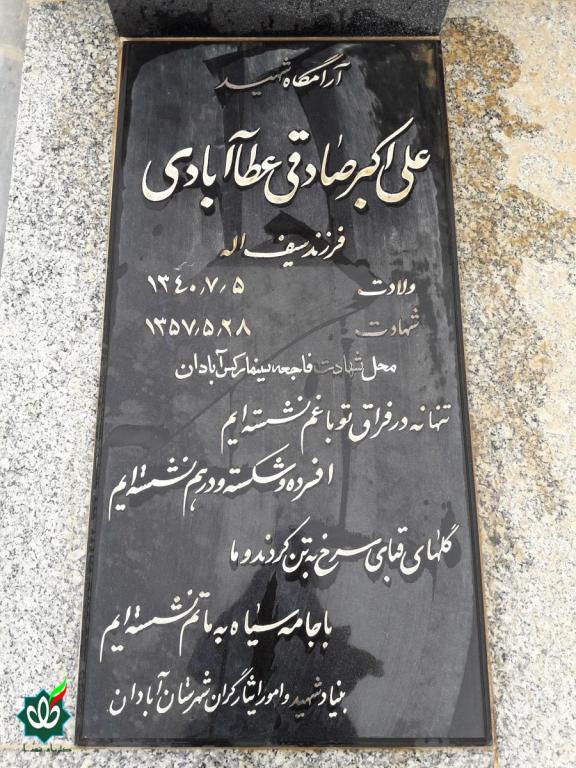 آرامگاه شهید
علی اکبر صادقی عطاآبادی
فرزند سیف اله
ولادت ۱۳۴۰٫۷٫۵
شهادت ۱۳۵۷٫۵٫۲۸
محل شهادت فاجعه سینما رکس آبادان
تنها نه در فراق تو با غم نشسته ایم
افسرده و شکسته و درهم نشسته ایم
گلهای قبای سرخ به تن کردند و ما
با جامه سیاه به ماتم نشسته ایم
بنیاد شهید و امور ایثارگران شهرستان آبادان